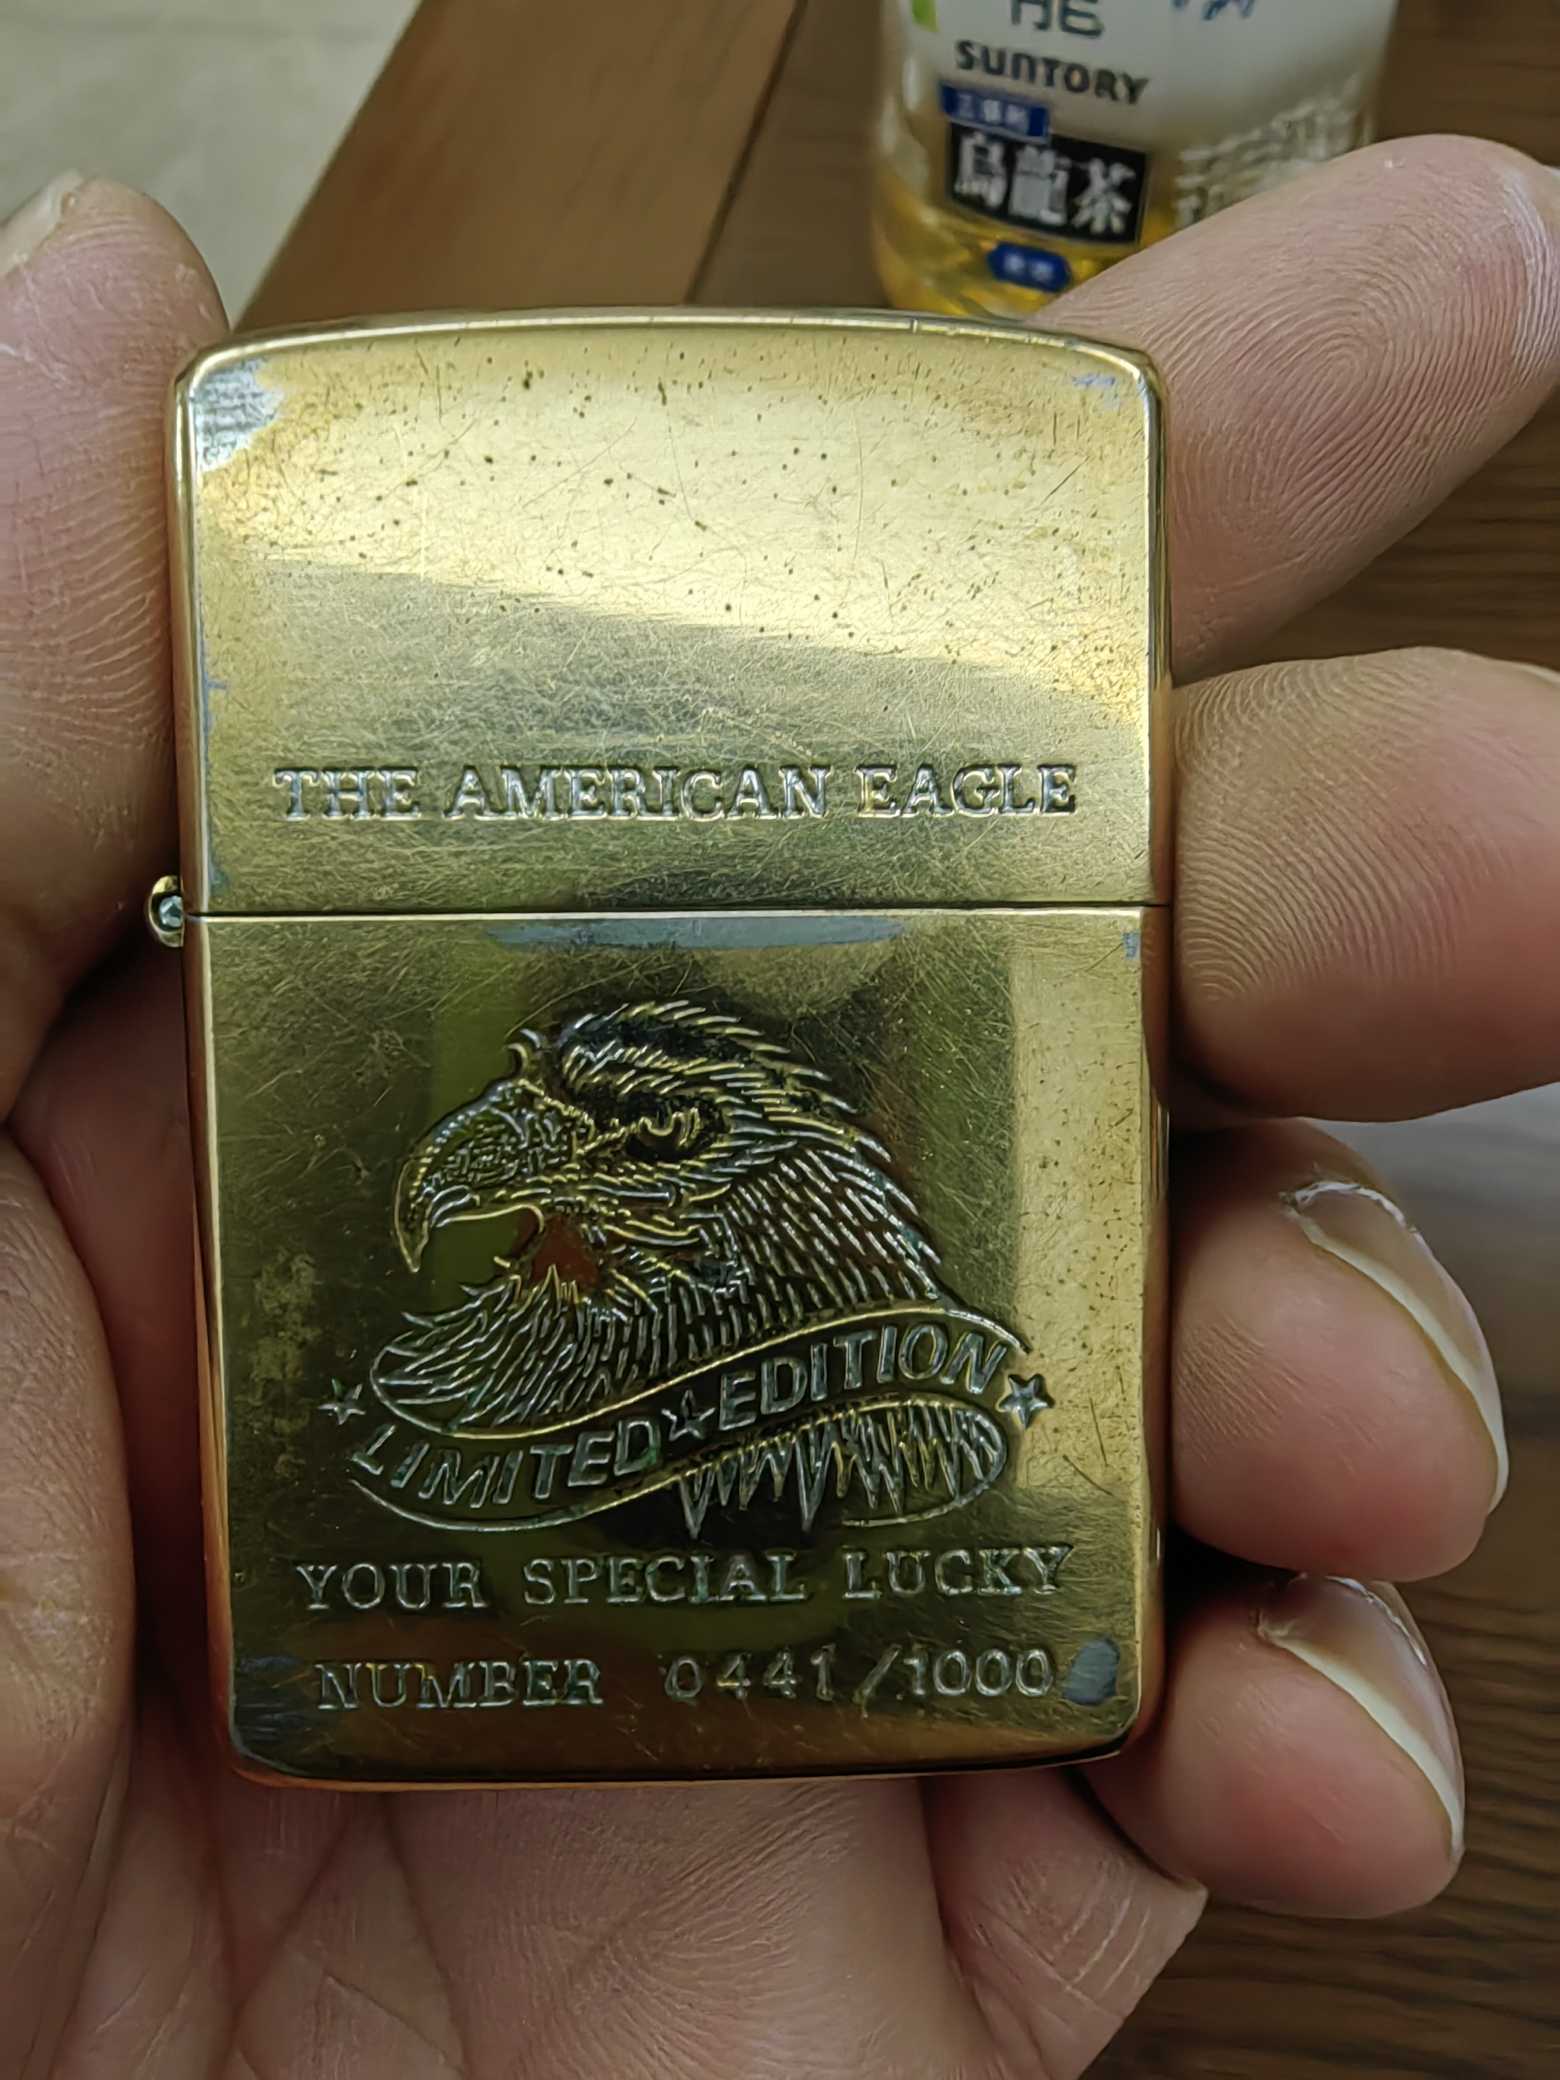 SUNTORY
烏龍茶
THE AMERICAN EAGLE
LIMITED★EDITION
YOUR SPECIAL LUCKY
NUMBER 0441/1000